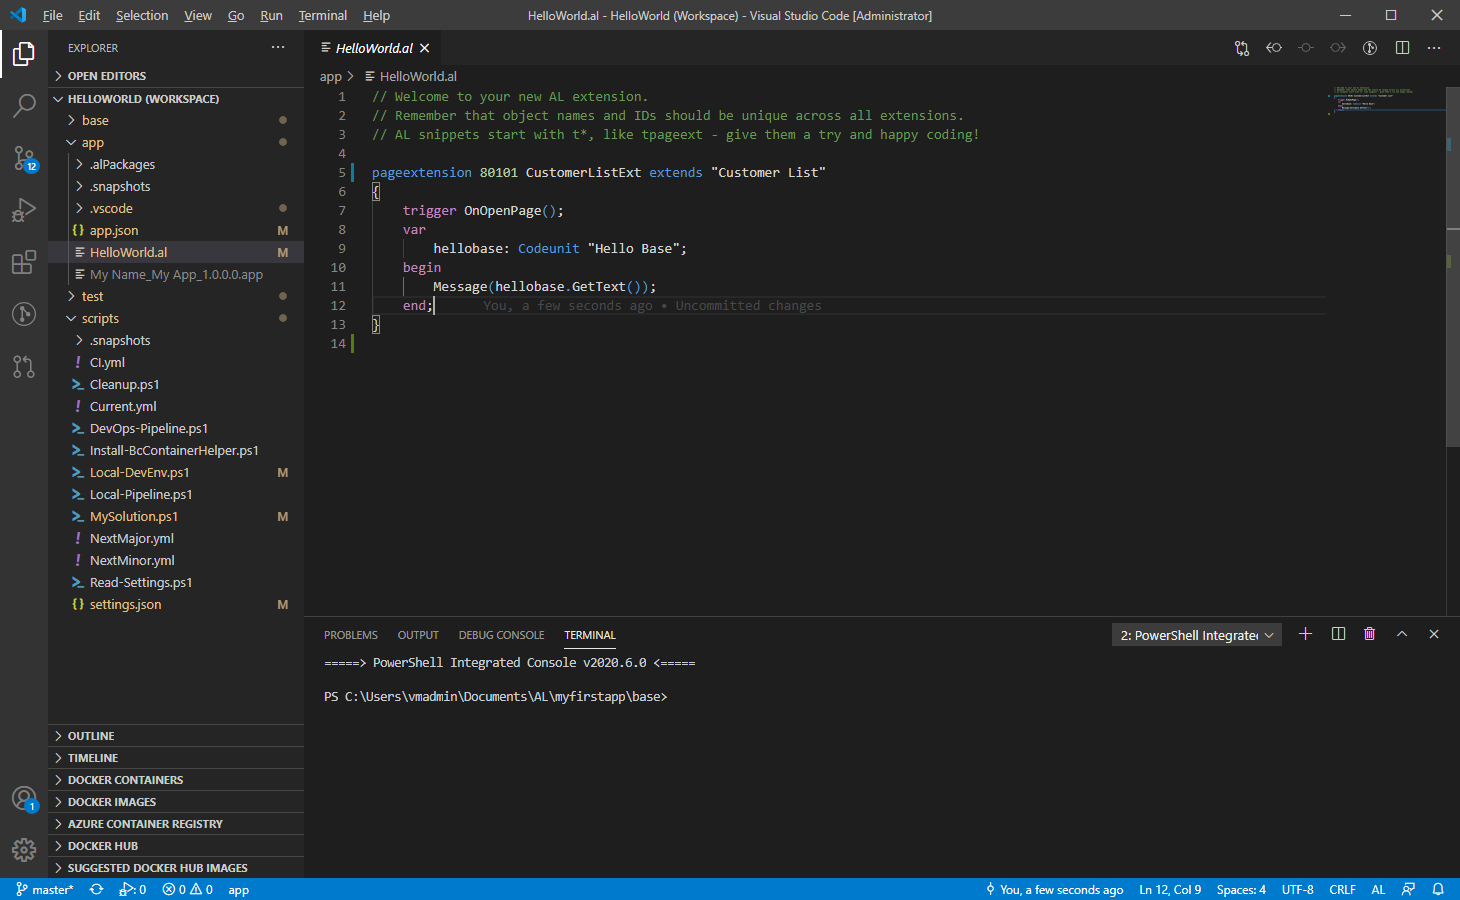 File Edit Selection View Go Run Terminal Help
HelloWorld.al - HelloWorld (Workspace) - Visual Studio Code [Administrator]
EXPLORER
OPEN EDITORS
HELLOWORLD (WORKSPACE)
base
app
.alPackages
.snapshots
.vscode
app.json M
HelloWorld.al M
My Name_My App_1.0.0.0.app
test
scripts
.snapshots
CI.yml
Cleanup.ps1
Current.yml
DevOps-Pipeline.ps1
Install-BcContainerHelper.ps1
Local-DevEnv.ps1 M
Local-Pipeline.ps1
MySolution.ps1 M
NextMajor.yml
NextMinor.yml
Read-Settings.ps1
settings.json M
OUTLINE
TIMELINE
DOCKER CONTAINERS
DOCKER IMAGES
AZURE CONTAINER REGISTRY
DOCKER HUB
SUGGESTED DOCKER HUB IMAGES
12
1
HelloWorld.al
app > HelloWorld.al
1 // Welcome to your new AL extension.
2 // Remember that object names and IDs should be unique across all extensions.
3 // AL snippets start with t*, like tpageext - give them a try and happy coding!
4
5 pageextension 80101 CustomerListExt extends "Customer List"
6 {
7 trigger OnOpenPage();
8 var
9 hellobase: Codeunit "Hello Base";
10 begin
11 Message(hellobase.GetText());
12 end; You, a few seconds ago • Uncommitted changes
13 }
14
PROBLEMS OUTPUT DEBUG CONSOLE TERMINAL
2: PowerShell Integrate
=====> PowerShell Integrated Console v2020.6.0 <=====
PS C:\Users\vmadmin\Documents\AL\myfirstapp\base>
master* : 0 0 0 app
You, a few seconds ago Ln 12, Col 9 Spaces: 4 UTF-8 CRLF AL